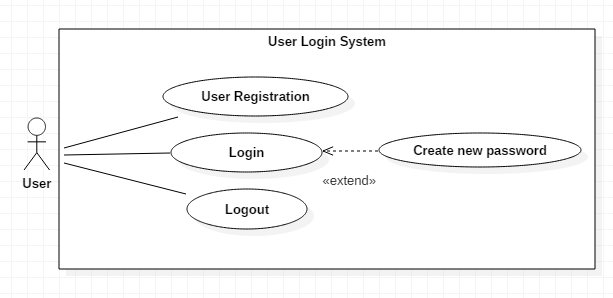 User Login System
User Registration
Login
Create new password
«extend»
User
Logout